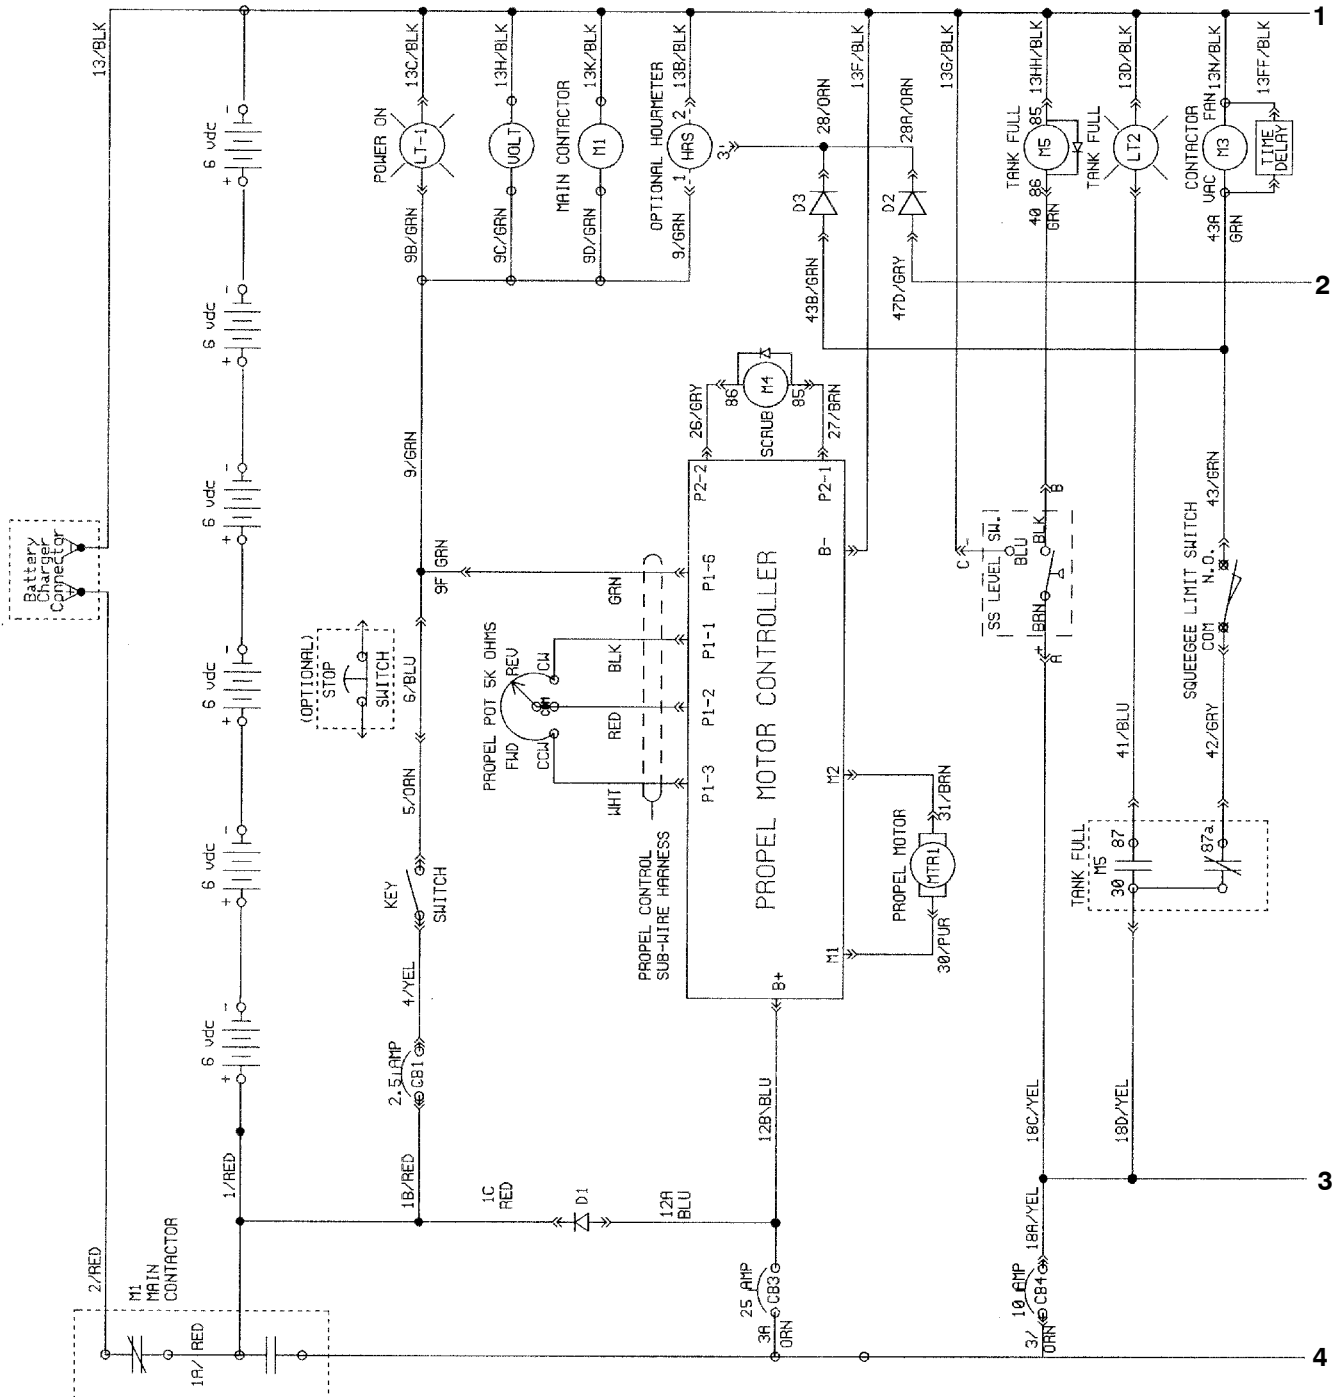 1
13/BLK
13C/BLK
13H/BLK
13K/BLK
13B/BLK
13F/BLK
13G/BLK
13HH/BLK
13D/BLK
13N/BLK
13FF/BLK
POWER ON
LT-1
VOLT
MAIN CONTACTOR
M1
OPTIONAL HOURMETER
HRS
1
2
-
3
28/ORN
28A/ORN
D3
D2
TANK FULL
M5
85
86
40
GRN
TANK FULL
LT2
VAC FAN
CONTACTOR
M3
TIME
DELAY
43A
GRN
9B/GRN
9C/GRN
9D/GRN
9/GRN
43B/GRN
47D/GRY
2
6 vdc
-
+
6 vdc
-
+
6 vdc
-
+
6 vdc
-
+
6 vdc
-
+
6 vdc
-
+
26/GRY
86
M4
85
SCRUB
27/BRN
9/GRN
P2-2
P2-1
B-
43/GRN
Battery
Charger
Connector
9F GRN
GRN
P1-6
PROPEL MOTOR CONTROLLER
C
-
SS LEVEL SW.
BLU
BLK
B
BRN
+
A
SQUEEGEE LIMIT SWITCH
N.O.
COM
(OPTIONAL)
STOP
SWITCH
6/BLU
PROPEL POT 5K OHMS
REV
FWD
CW
CCW
BLK
P1-1
RED
P1-2
WHT
P1-3
M2
41/BLU
42/GRY
5/ORN
PROPEL CONTROL
SUB-WIRE HARNESS
PROPEL MOTOR
MTR1
31/BRN
30/PUR
M1
TANK FULL
M5
30
87
87a
KEY
SWITCH
4/YEL
B+
2.5 AMP
CB1
12B\BLU
18C/YEL
18D/YEL
1/RED
1B/RED
1C
RED
D1
12A
BLU
3
18A/YEL
2/RED
M1
MAIN
CONTACTOR
1A/ RED
25 AMP
CB3
3A
ORN
10 AMP
CB4
3/
ORN
4